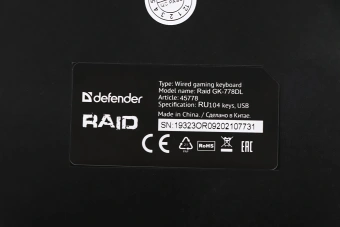 Type: Wired gaming keyboard
Model name: Raid GK-778DL
Article: 45778
Specification: RU104 keys, USB
Made in China. / Сделано в Китае.
SN:19323OR09202107731
defender
RAID
RoHS
CE
EAC